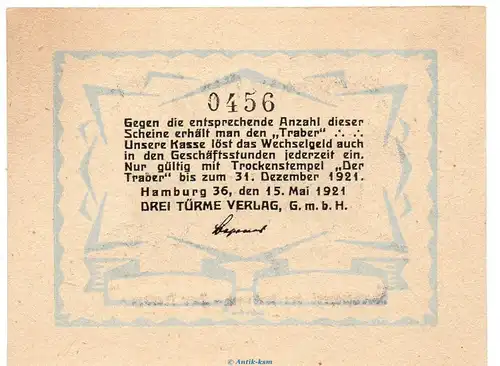 0456
Gegen die entsprechende Anzahl dieser
Scheine erhält man den „Traber“ ∴ ∴
Unsere Kasse löst das Wechselgeld auch
in den Geschäftsstunden jederzeit ein.
Nur gültig mit Trockenstempel „Der
Traber“ bis zum 31. Dezember 1921.
Hamburg 36, den 15. Mai 1921
DREI TÜRME VERLAG, G. m. b. H.
© Antik-kam